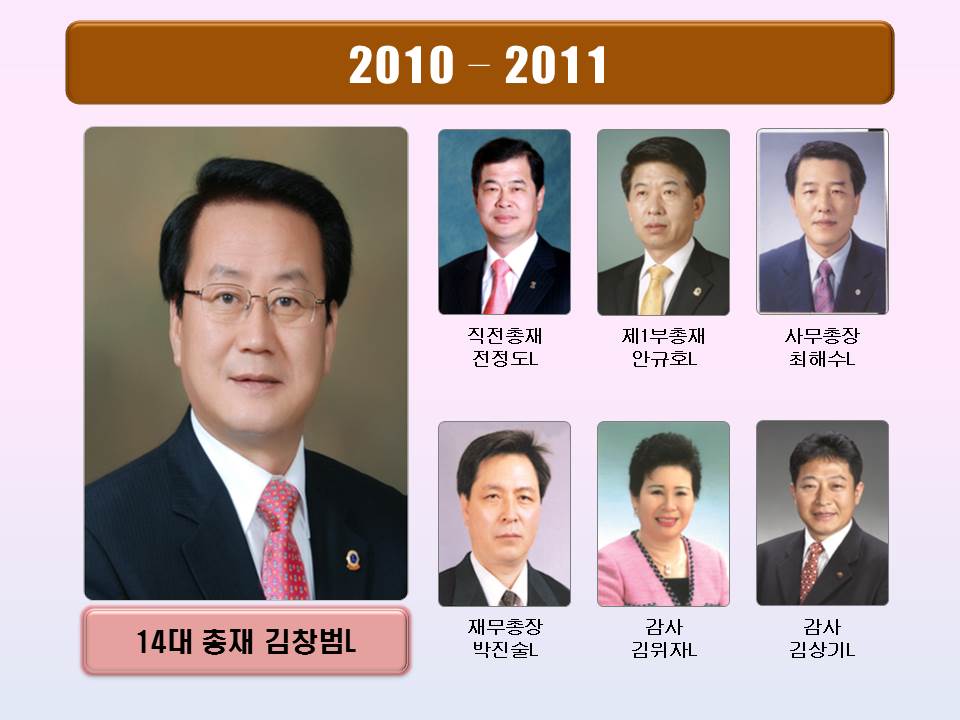 2010 – 2011
14대 총재 김창범L
직전총재
전정도L
제1부총재
안규호L
사무총장
최해수L
재무총장
박진술L
감사
김위자L
감사
김상기L